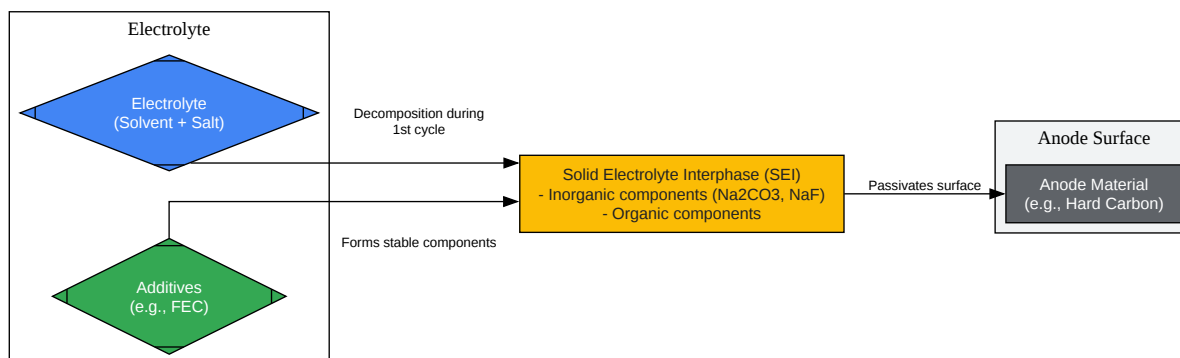 Electrolyte
Electrolyte
(Solvent + Salt)
Decomposition during
1st cycle
Solid Electrolyte Interphase (SEI)
- Inorganic components (Na2CO3, NaF)
- Organic components
Passivates surface
Anode Surface
Anode Material
(e.g., Hard Carbon)
Forms stable components
Additives
(e.g., FEC)